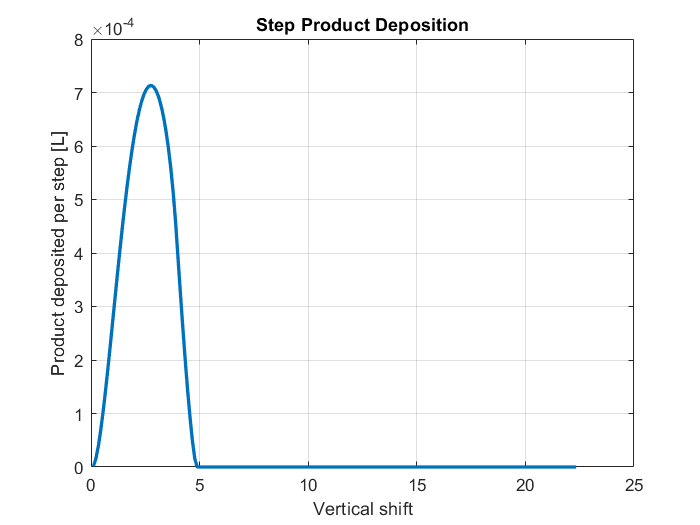 Step Product Deposition
×10-4
8
7
6
5
4
3
2
1
0
Product deposited per step [L]
0 5 10 15 20 25
Vertical shift